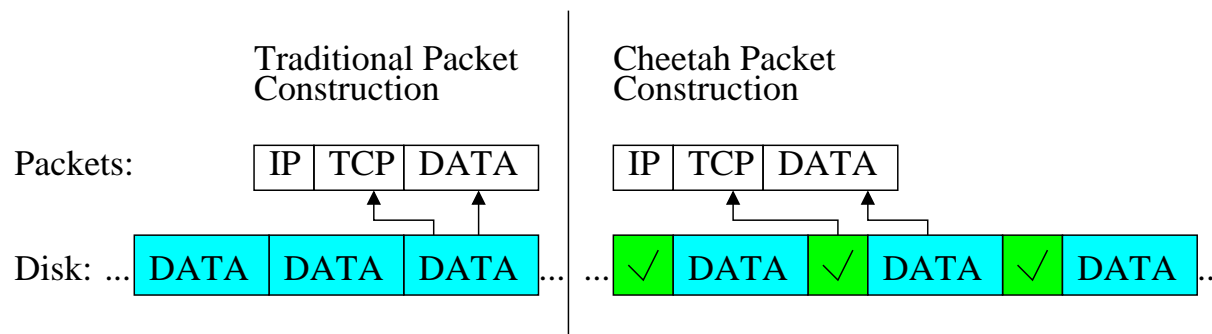 Traditional Packet
Construction
Cheetah Packet
Construction
Packets: IP TCP DATA IP TCP DATA
Disk: ... DATA DATA DATA ... ... ✓ DATA ✓ DATA ✓ DATA ..